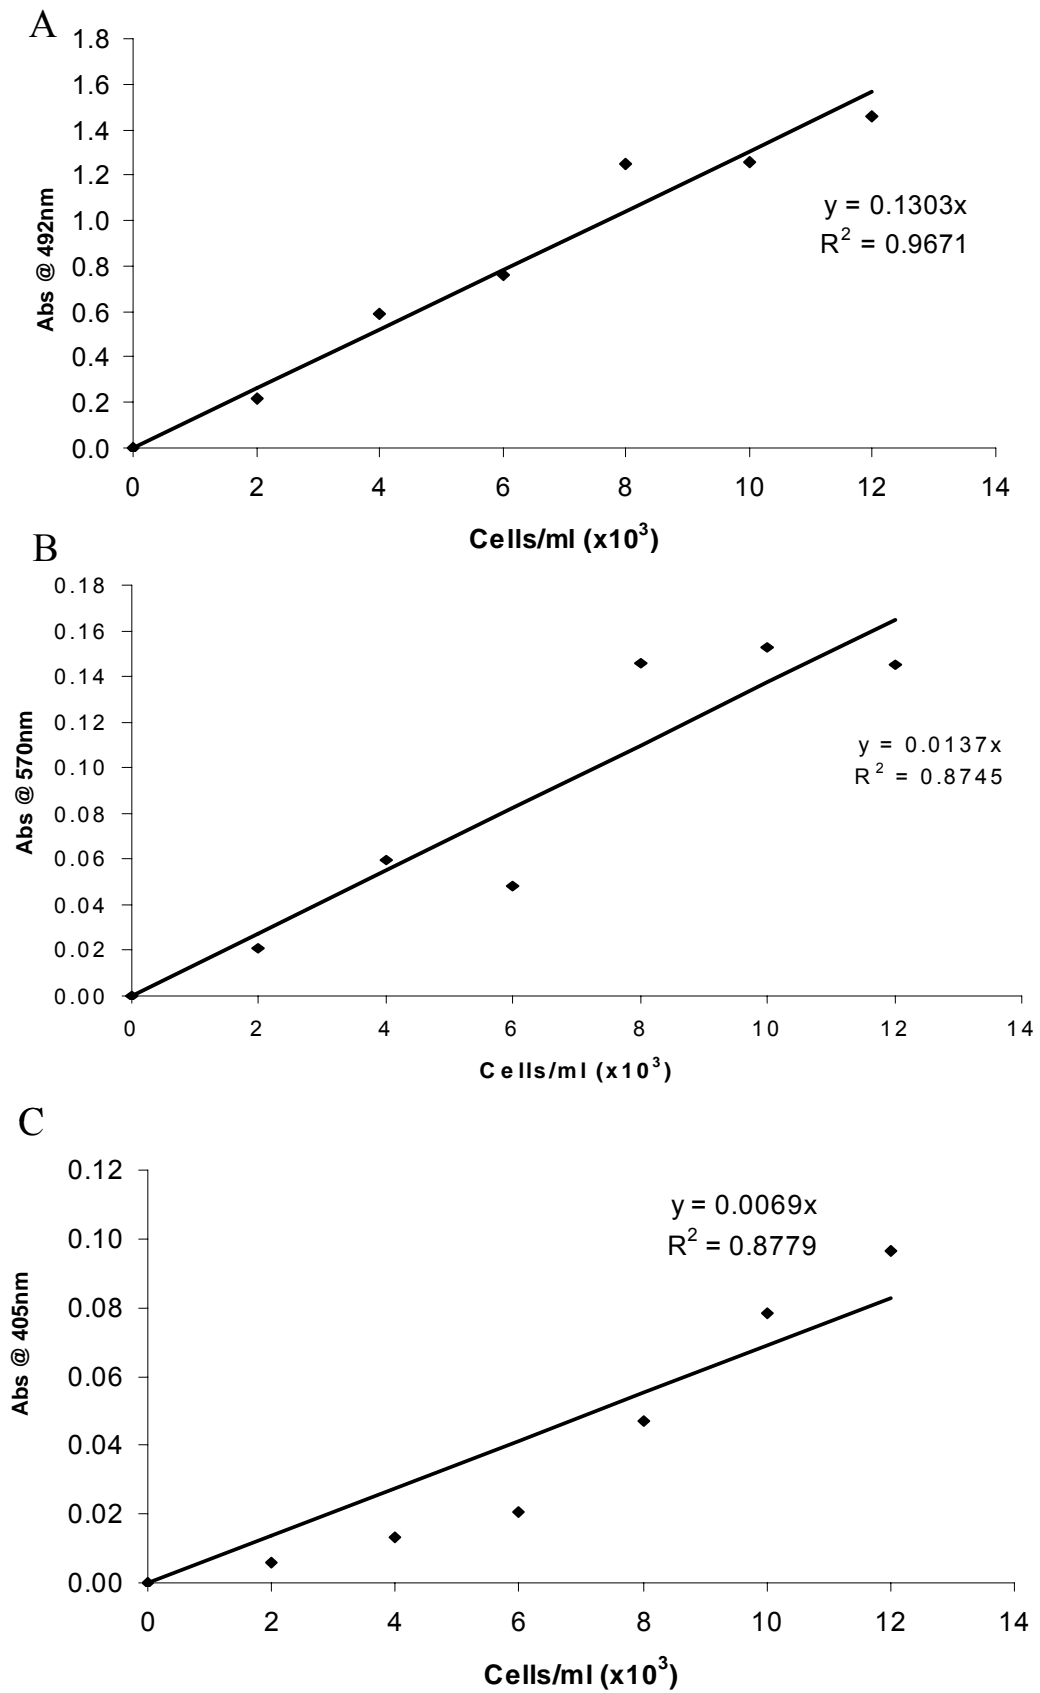 A
1.8
1.6
1.4
1.2
1.0
0.8
0.6
0.4
0.2
0.0
Abs @ 492nm
y = 0.1303x
R² = 0.9671
0 2 4 6 8 10 12 14
Cells/ml (x10³)
B
0.18
0.16
0.14
0.12
0.10
0.08
0.06
0.04
0.02
0.00
Abs @ 570nm
y = 0.0137x
R² = 0.8745
0 2 4 6 8 10 12 14
Cells/ml (x10³)
C
0.12
0.10
0.08
0.06
0.04
0.02
0.00
Abs @ 405nm
y = 0.0069x
R² = 0.8779
0 2 4 6 8 10 12 14
Cells/ml (x10³)